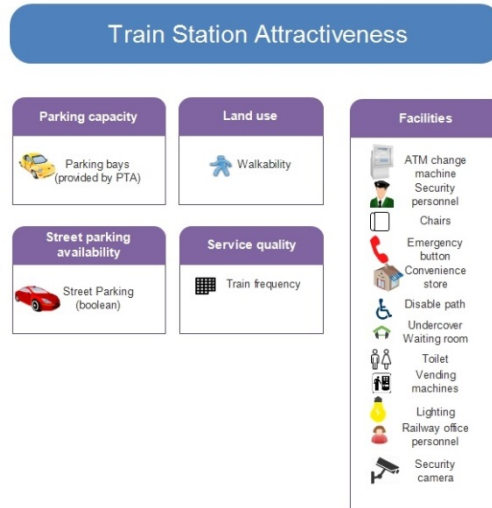 Train Station Attractiveness
Parking capacity
Parking bays
(provided by PTA)
Land use
Walkability
Street parking
availability
Street Parking
(boolean)
Service quality
Train frequency
Facilities
ATM change
machine
Security
personnel
Chairs
Emergency
button
Convenience
store
Disable path
Undercover
Waiting room
Toilet
Vending
machines
Lighting
Railway office
personnel
Security
camera